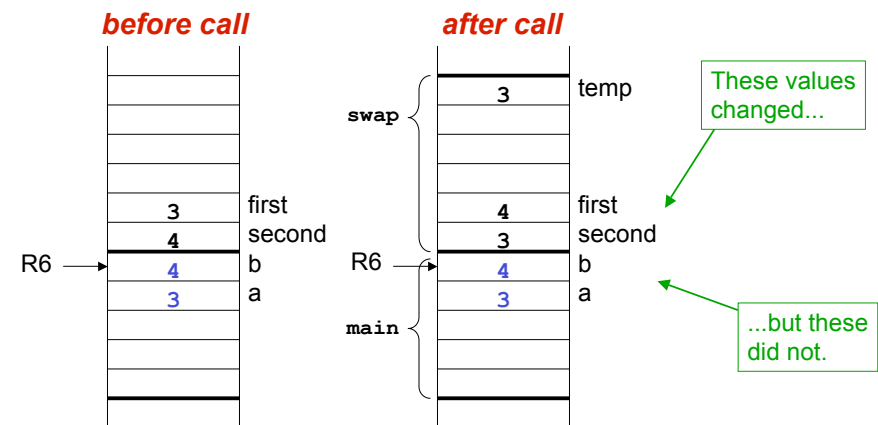 before call
after call
3 temp
These values
changed...
swap
3 first
4 first
4 second
3 second
R6 4 b
R6 4 b
3 a
3 a
main
...but these
did not.